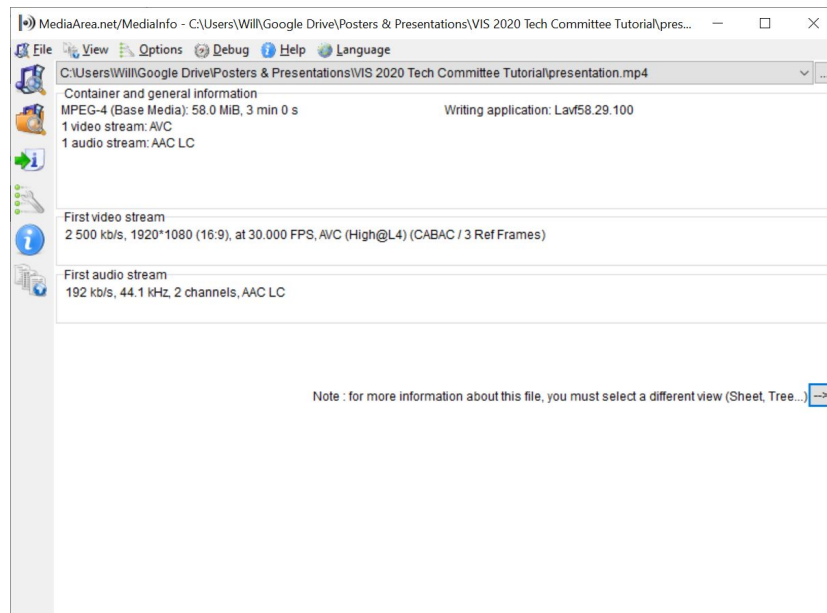 MediaArea.net/MediaInfo - C:\Users\Will\Google Drive\Posters & Presentations\VIS 2020 Tech Committee Tutorial\pres...
File View Options Debug Help Language
C:\Users\Will\Google Drive\Posters & Presentations\VIS 2020 Tech Committee Tutorial\presentation.mp4
...
Container and general information
MPEG-4 (Base Media): 58.0 MiB, 3 min 0 s Writing application: Lavf58.29.100
1 video stream: AVC
1 audio stream: AAC LC
First video stream
2 500 kb/s, 1920*1080 (16:9), at 30.000 FPS, AVC (High@L4) (CABAC / 3 Ref Frames)
First audio stream
192 kb/s, 44.1 kHz, 2 channels, AAC LC
Note : for more information about this file, you must select a different view (Sheet, Tree...) -->